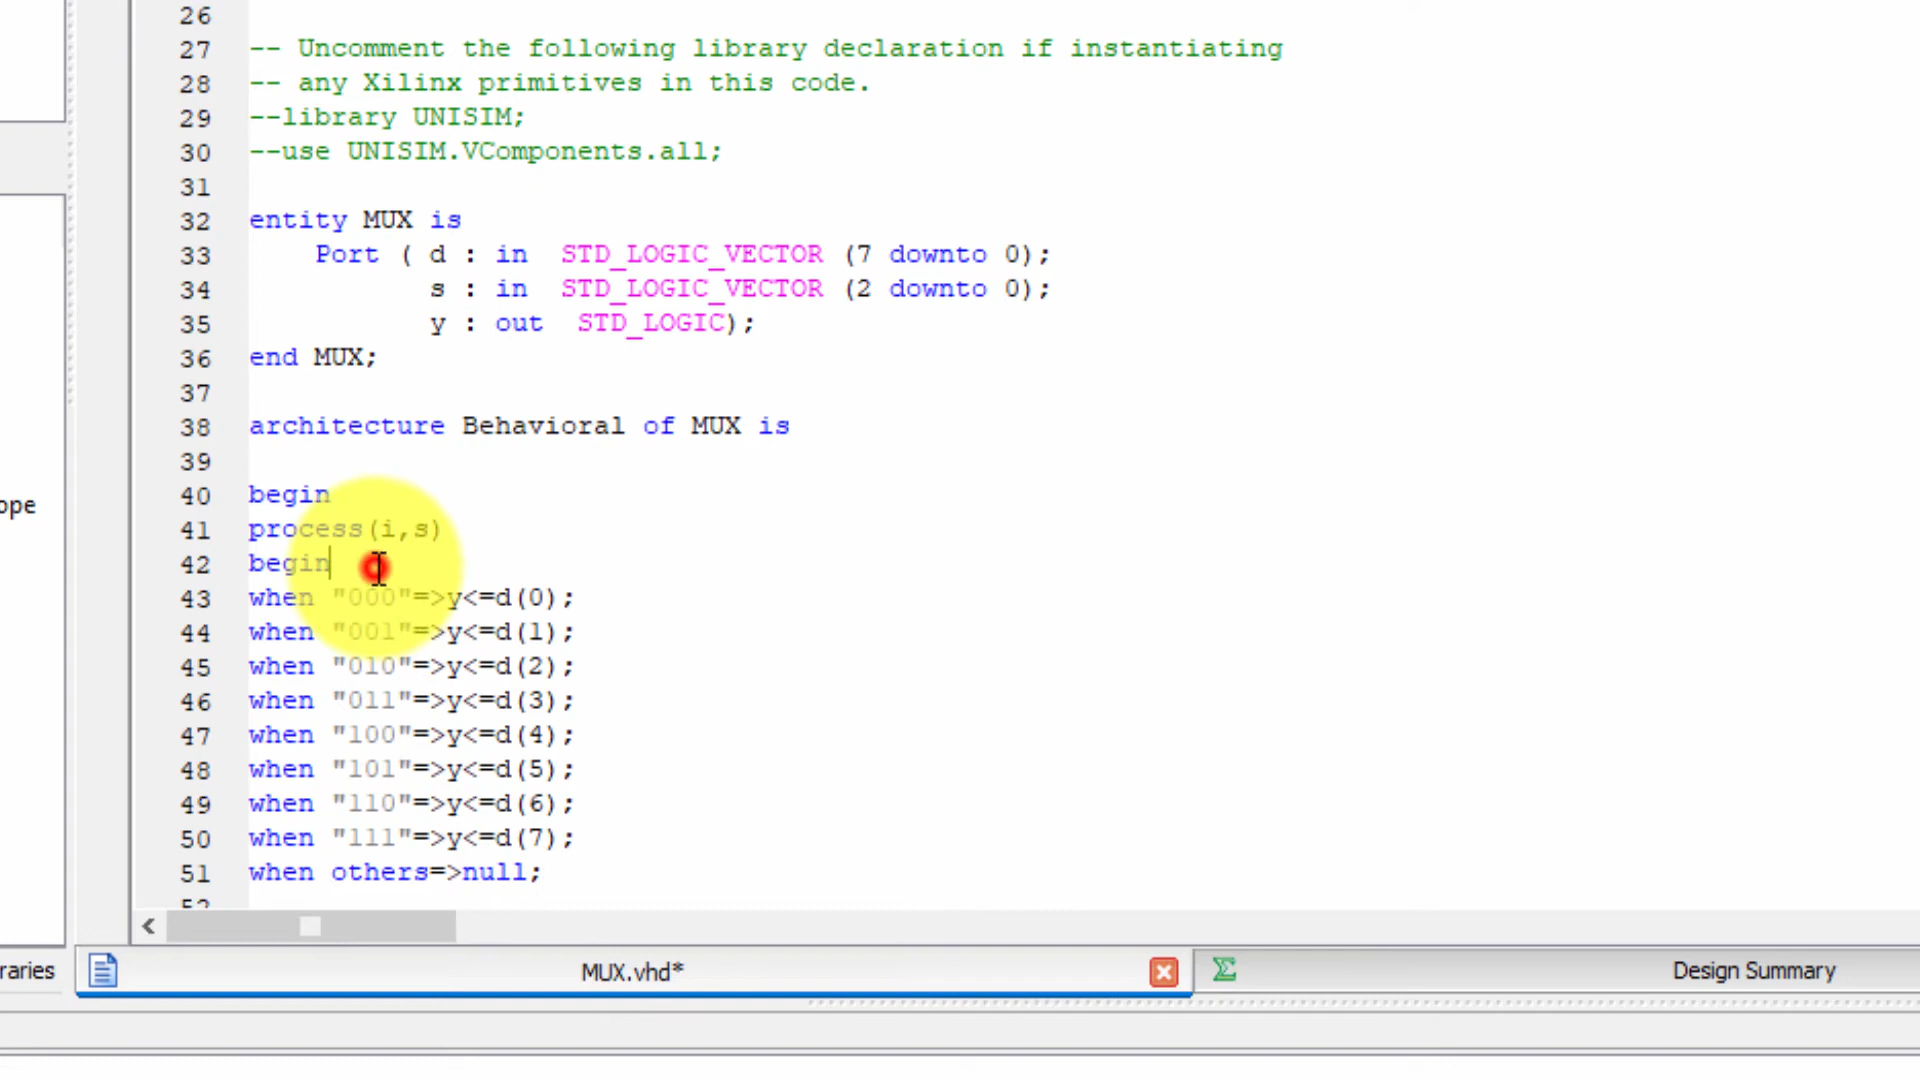 26
27 -- Uncomment the following library declaration if instantiating
28 -- any Xilinx primitives in this code.
29 --library UNISIM;
30 --use UNISIM.VComponents.all;
31
32 entity MUX is
33 Port ( d : in STD_LOGIC_VECTOR (7 downto 0);
34 s : in STD_LOGIC_VECTOR (2 downto 0);
35 y : out STD_LOGIC);
36 end MUX;
37
38 architecture Behavioral of MUX is
39
ope
40 begin
41 process(i,s)
42 begin
43 when "000"=>y<=d(0);
44 when "001"=>y<=d(1);
45 when "010"=>y<=d(2);
46 when "011"=>y<=d(3);
47 when "100"=>y<=d(4);
48 when "101"=>y<=d(5);
49 when "110"=>y<=d(6);
50 when "111"=>y<=d(7);
51 when others=>null;
52
raries MUX.vhd* Design Summary